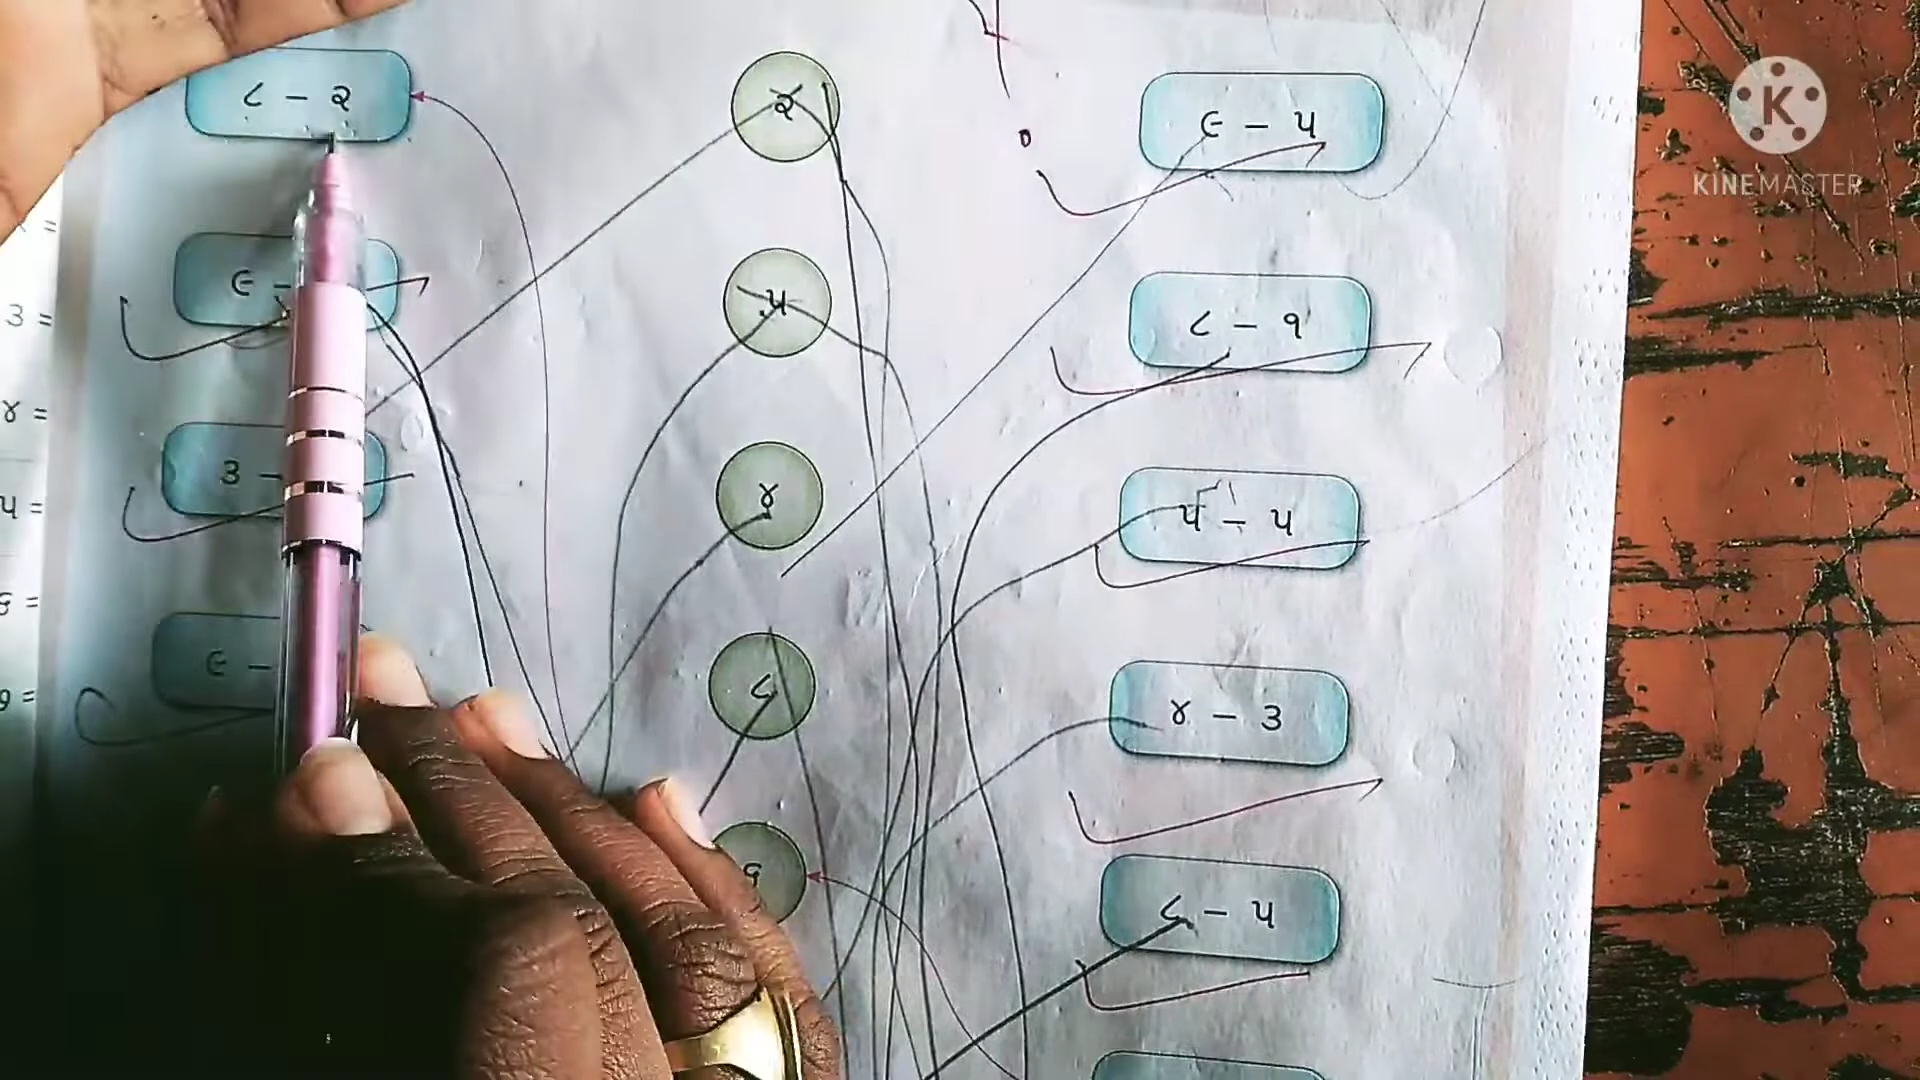 ૮ – ૨
૯ –
૩ –
૯ –
૩ =
૪ =
૫ =
૬ =
૭ =
૨
૫
૪
૮
૬
૯ – ૫
૮ – ૧
૫ – ૫
૪ – ૩
૮ – ૫
K
KINEMASTER